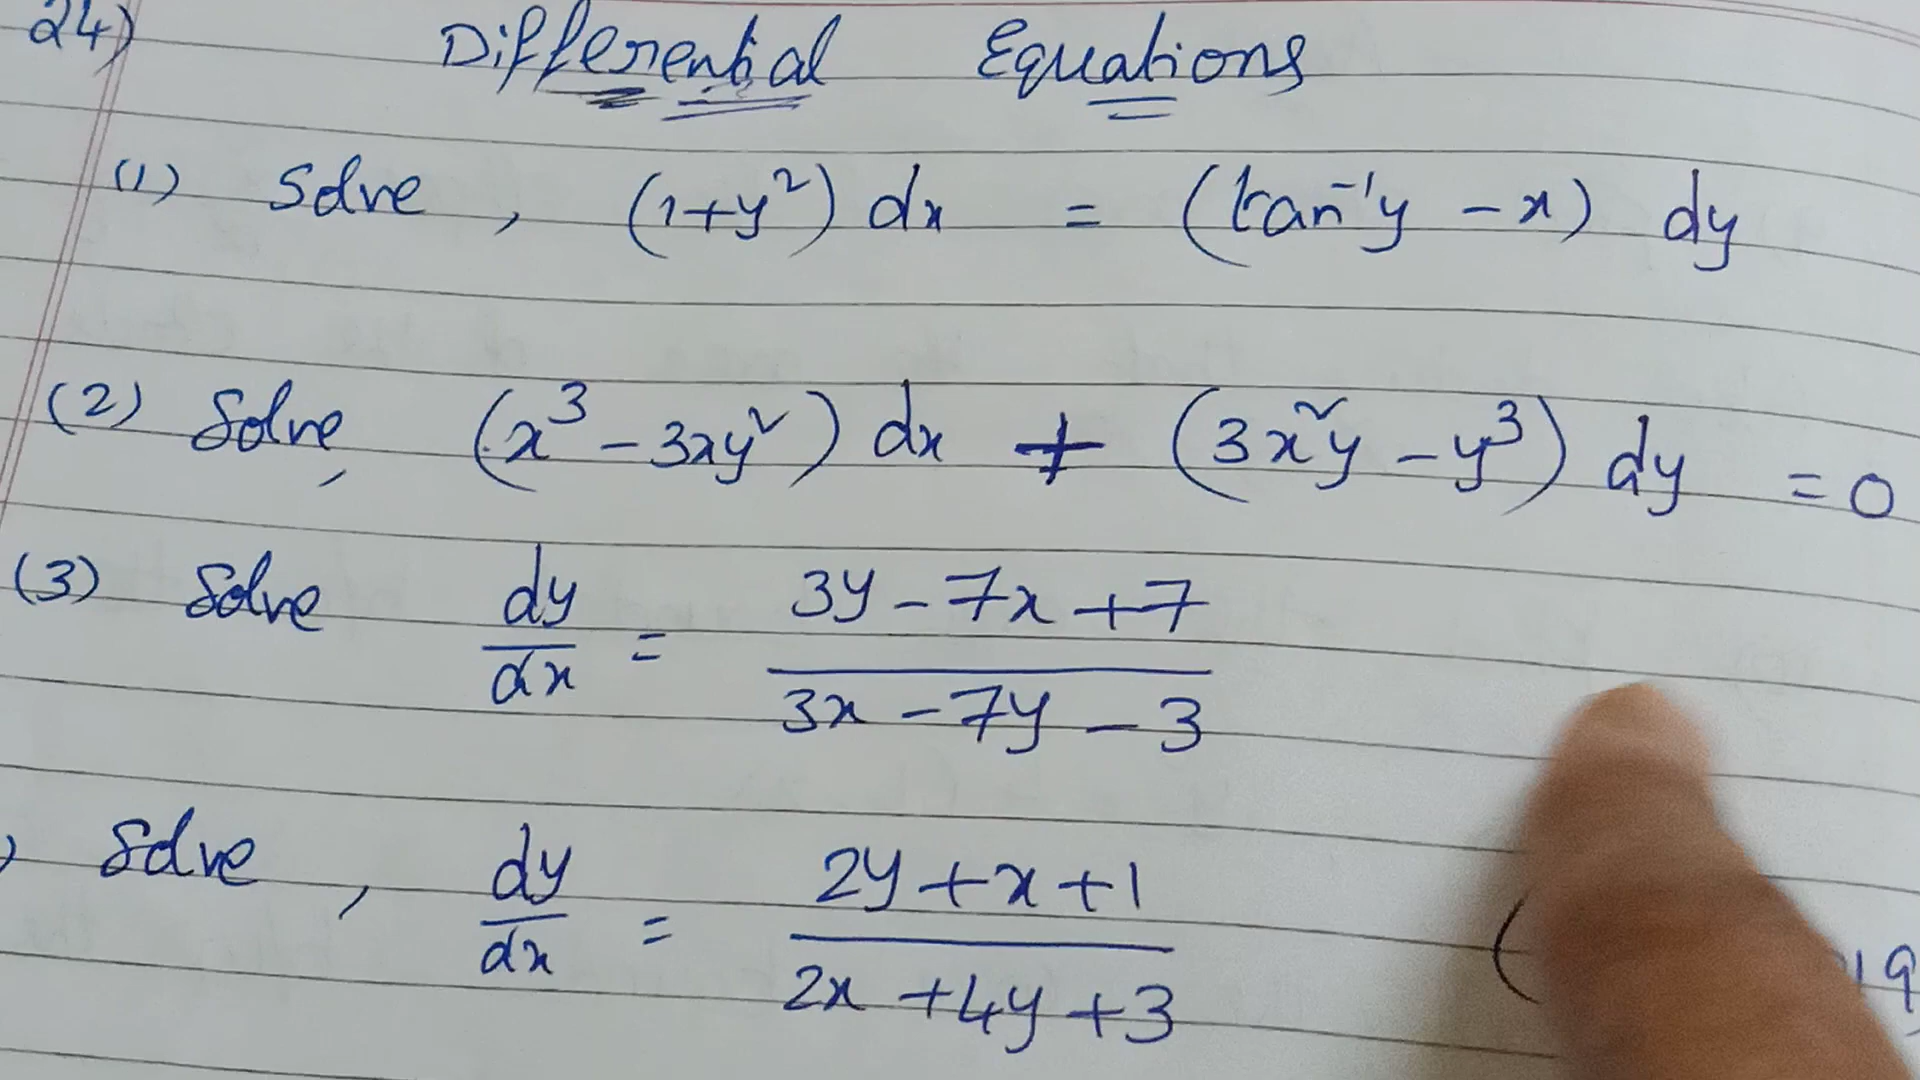 24) Differential Equations
(1) Solve, (1+y²) dx = (tan⁻¹y - x) dy
(2) Solve, (x³ - 3xy²) dx + (3x²y - y³) dy = 0
(3) Solve dy/dx = (3y - 7x + 7)/(3x - 7y - 3)
) Solve, dy/dx = (2y + x + 1)/(2x + 4y + 3) (